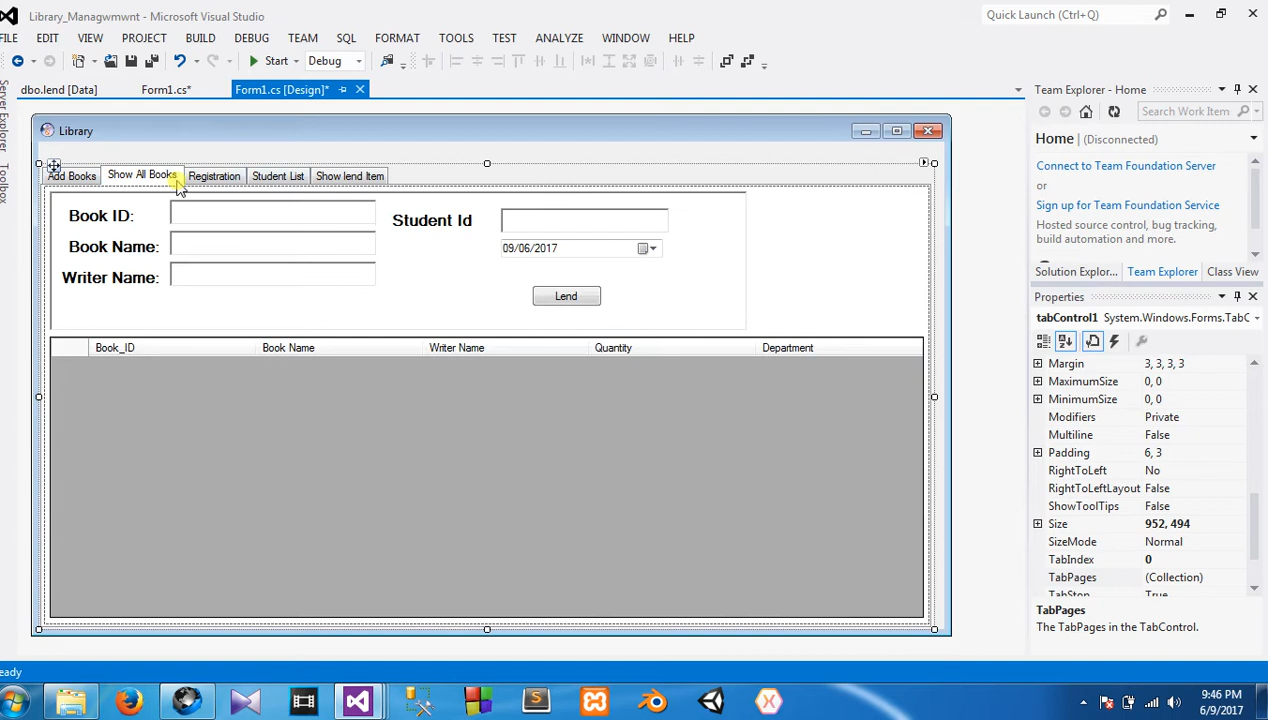 Library_Managwmwnt - Microsoft Visual Studio
Quick Launch (Ctrl+Q)
FILE EDIT VIEW PROJECT BUILD DEBUG TEAM SQL FORMAT TOOLS TEST ANALYZE WINDOW HELP
Start Debug
dbo.lend [Data] Form1.cs* Form1.cs [Design]*
Server Explorer
Toolbox
Library
Add Books Show All Books Registration Student List Show lend Item
Book ID: Student Id
Book Name: 09/06/2017
Writer Name:
Lend
Book_ID Book Name Writer Name Quantity Department
Team Explorer - Home
Search Work Item
Home | (Disconnected)
Connect to Team Foundation Server
or
Sign up for Team Foundation Service
Hosted source control, bug tracking,
build automation and more.
Solution Explor... Team Explorer Class View
Properties
tabControl1 System.Windows.Forms.TabC
Margin 3, 3, 3, 3
MaximumSize 0, 0
MinimumSize 0, 0
Modifiers Private
Multiline False
Padding 6, 3
RightToLeft No
RightToLeftLayout False
ShowToolTips False
Size 952, 494
SizeMode Normal
TabIndex 0
TabPages (Collection)
TabStop True
TabPages
The TabPages in the TabControl.
eady
9:46 PM
6/9/2017